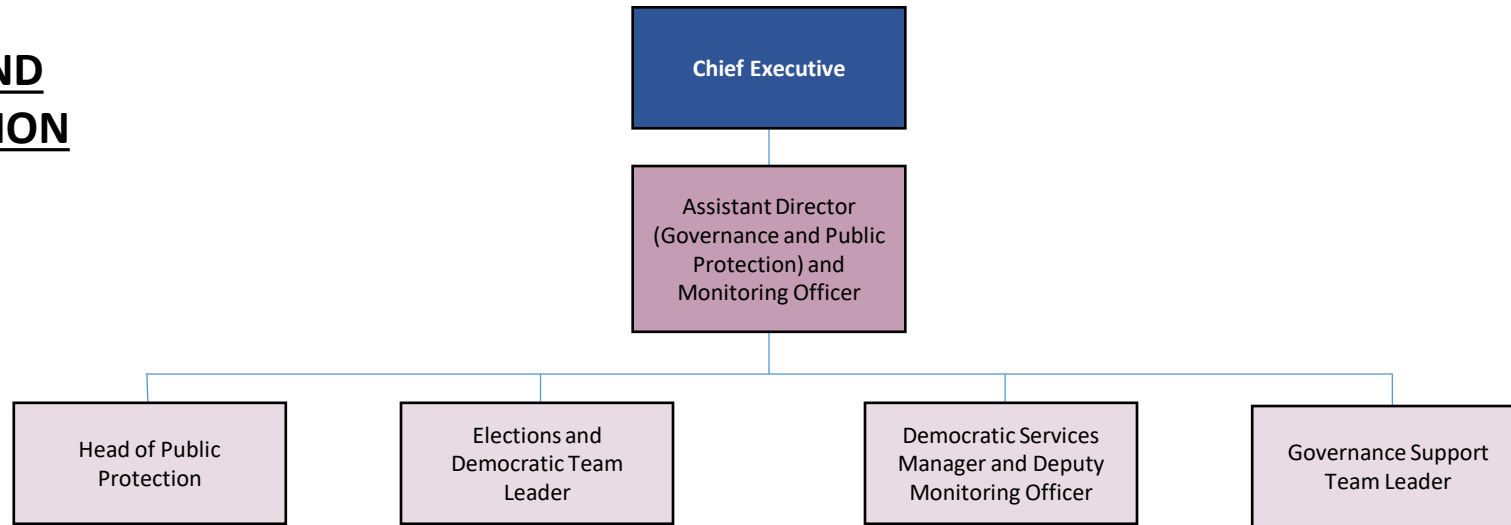 ND
ION
Chief Executive
Assistant Director
(Governance and Public
Protection) and
Monitoring Officer
Head of Public
Protection
Elections and
Democratic Team
Leader
Democratic Services
Manager and Deputy
Monitoring Officer
Governance Support
Team Leader